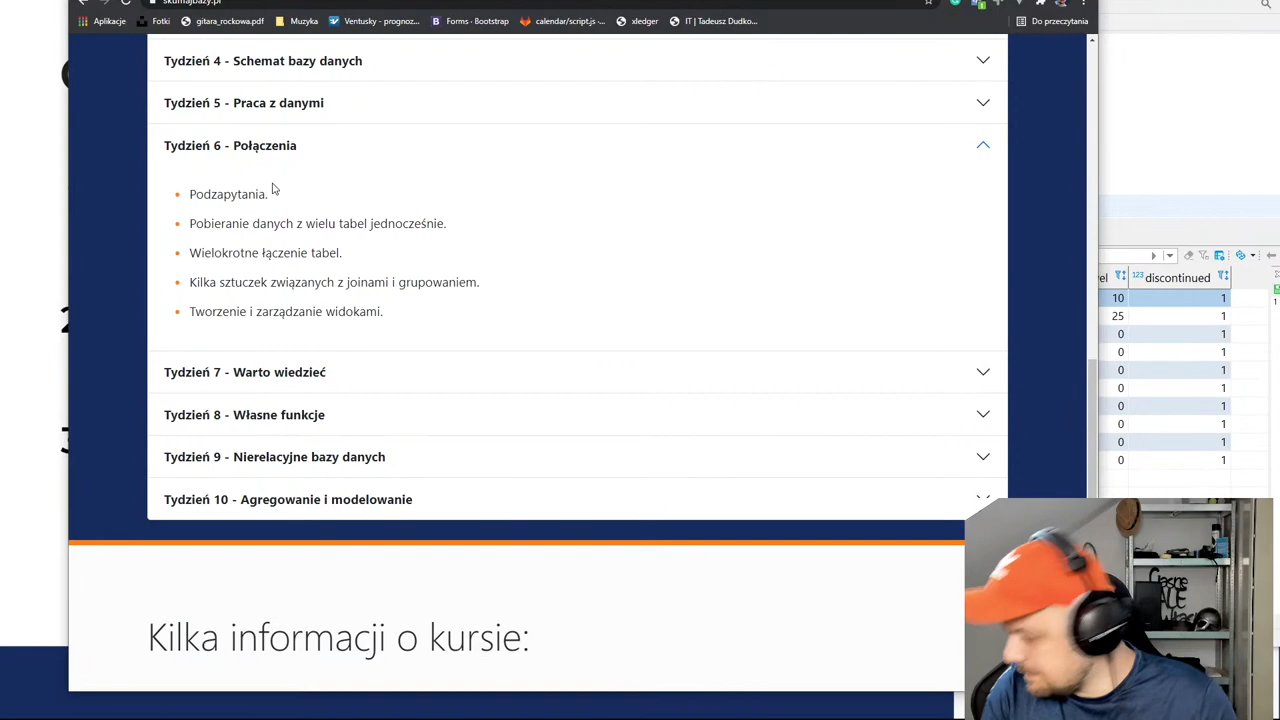 skumajbazy.pl
Aplikacje
Fotki
gitara_rockowa.pdf
Muzyka
Ventusky - prognoz...
Forms · Bootstrap
calendar/script.js ·...
xledger
IT | Tadeusz Dudko...
Do przeczytania
Tydzień 4 - Schemat bazy danych
Tydzień 5 - Praca z danymi
Tydzień 6 - Połączenia
Podzapytania.
Pobieranie danych z wielu tabel jednocześnie.
Wielokrotne łączenie tabel.
Kilka sztuczek związanych z joinami i grupowaniem.
Tworzenie i zarządzanie widokami.
Tydzień 7 - Warto wiedzieć
Tydzień 8 - Własne funkcje
Tydzień 9 - Nierelacyjne bazy danych
Tydzień 10 - Agregowanie i modelowanie
Kilka informacji o kursie:
vel 123 discontinued
10 1
25 1
0 1
0 1
0 1
0 1
0 1
0 1
0 1
0 1